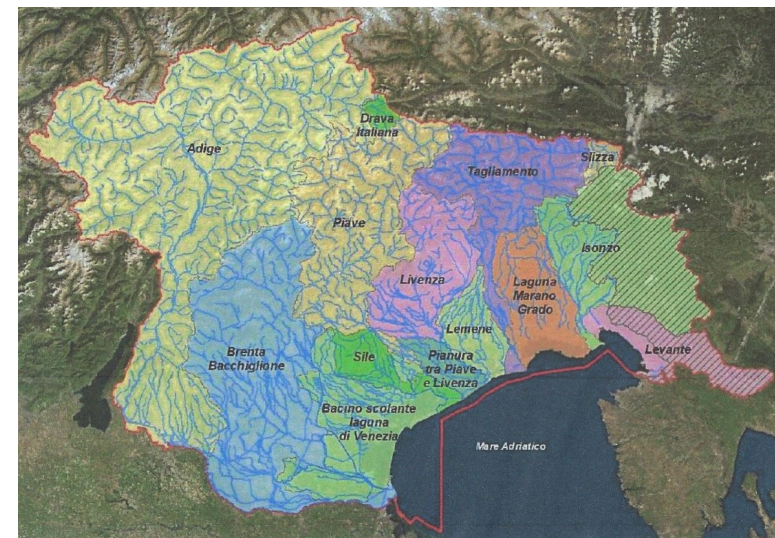 Drava
Italiana
Adige
Slizza
Tagliamento
Piave
Isonzo
Livenza
Laguna
Marano
Grado
Lemene
Levante
Brenta
Bacchiglione
Sile
Pianura
tra Piave
e Livenza
Bacino scolante
laguna
di Venezia
Mare Adriatico